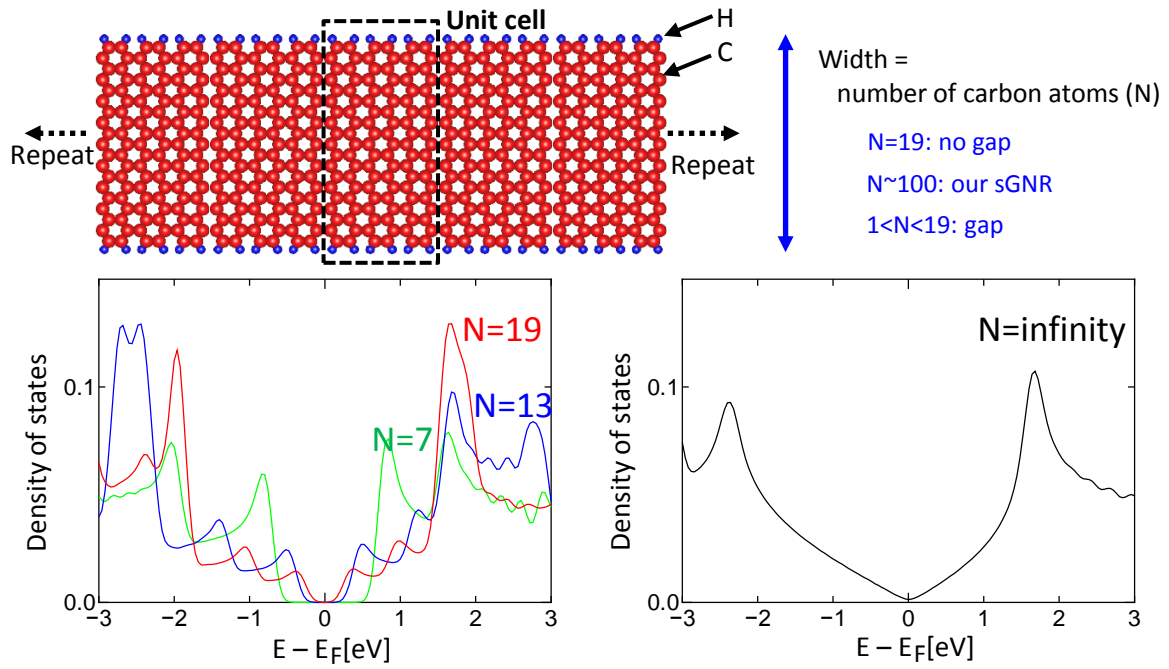 Unit cell
H
C
Repeat
Repeat
Width =
number of carbon atoms (N)
N=19: no gap
N~100: our sGNR
1<N<19: gap
N=19
N=13
N=7
0.1
0.0
Density of states
−3 −2 −1 0 1 2 3
E − E_F[eV]
N=infinity
0.1
0.0
Density of states
−3 −2 −1 0 1 2 3
E − E_F[eV]